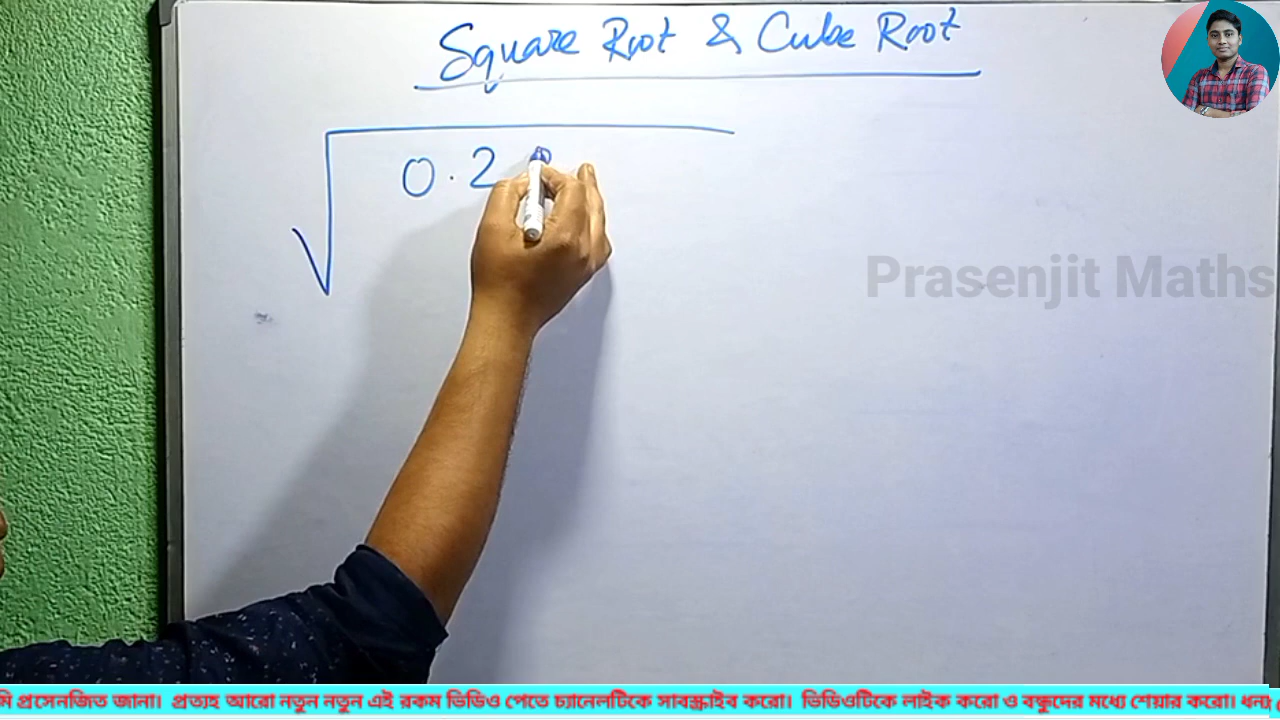 Square Root & Cube Root
√0.2
Prasenjit Maths
মি প্রসেনজিত জানা। প্রত্যহ আরো নতুন নতুন এই রকম ভিডিও পেতে চ্যানেলটিকে সাবস্ক্রাইব করো। ভিডিওটিকে লাইক করো ও বন্ধুদের মধ্যে শেয়ার করো। ধন্য